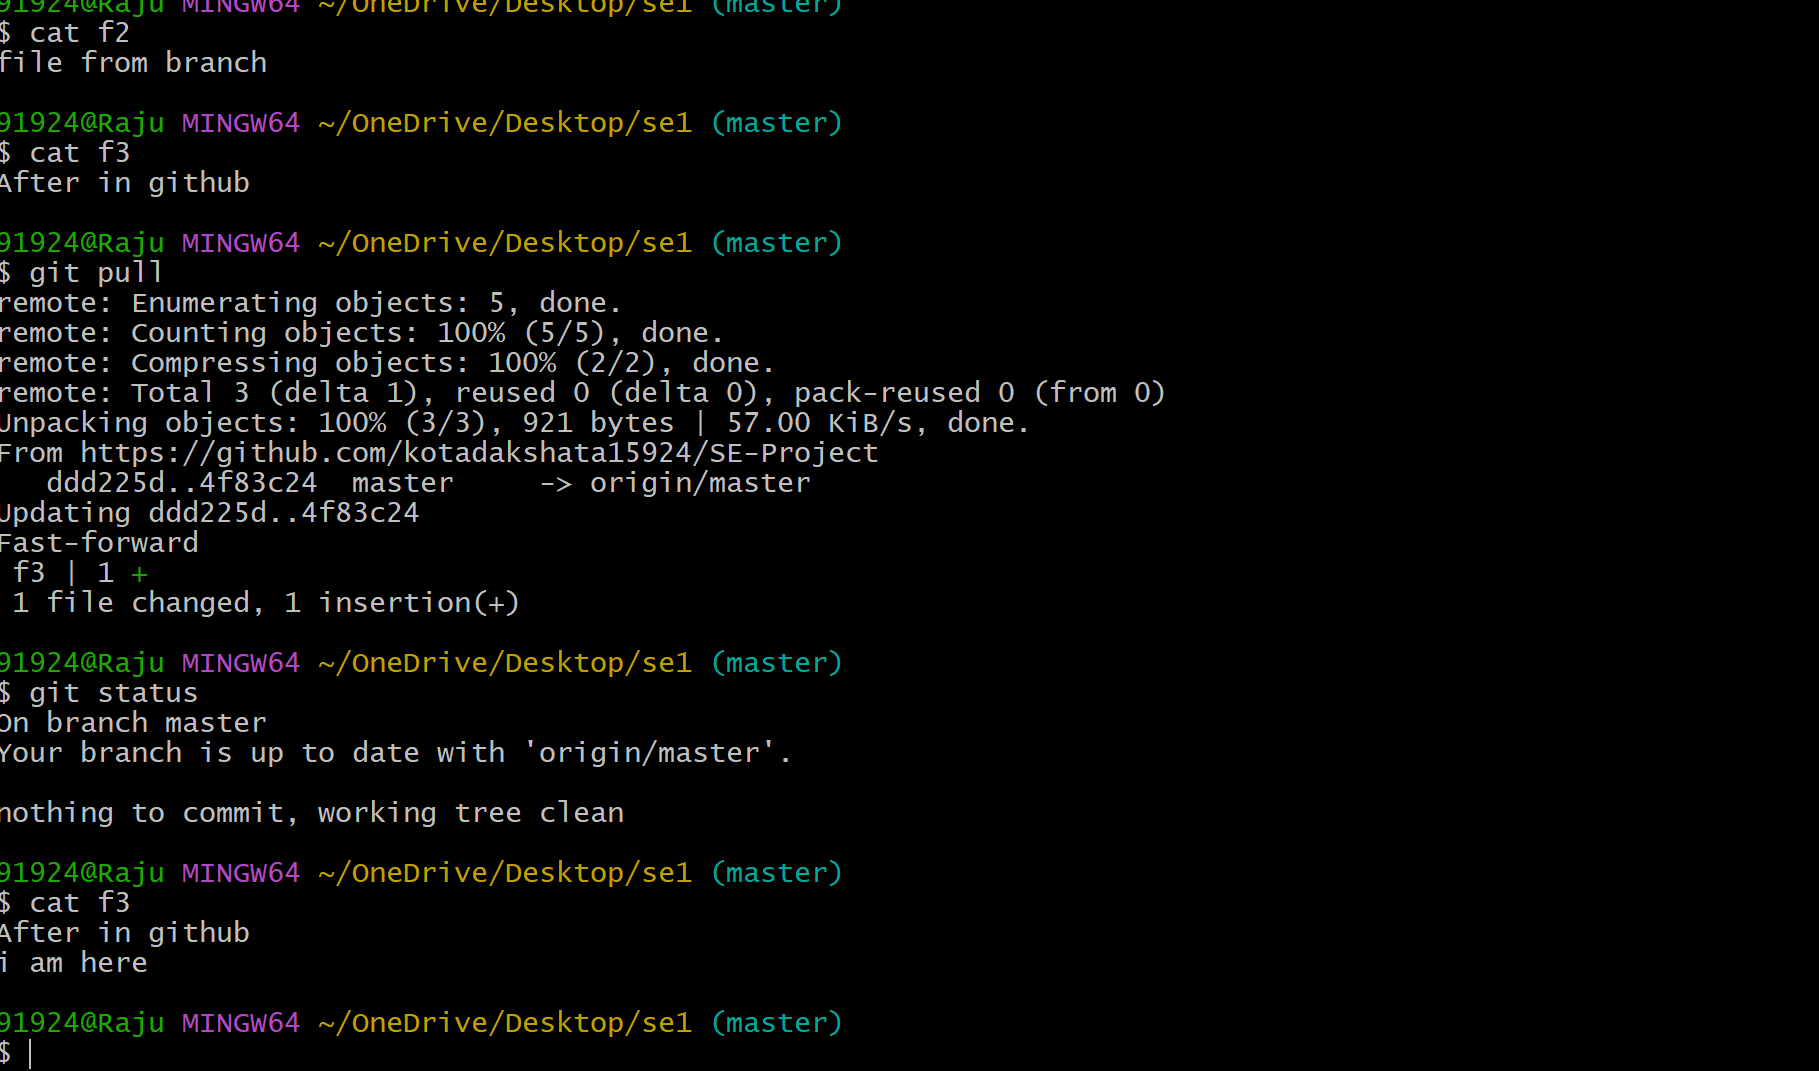 91924@Raju MINGW64 ~/OneDrive/Desktop/se1 (master)
$ cat f2
file from branch
91924@Raju MINGW64 ~/OneDrive/Desktop/se1 (master)
$ cat f3
After in github
91924@Raju MINGW64 ~/OneDrive/Desktop/se1 (master)
$ git pull
remote: Enumerating objects: 5, done.
remote: Counting objects: 100% (5/5), done.
remote: Compressing objects: 100% (2/2), done.
remote: Total 3 (delta 1), reused 0 (delta 0), pack-reused 0 (from 0)
Unpacking objects: 100% (3/3), 921 bytes | 57.00 KiB/s, done.
From https://github.com/kotadakshata15924/SE-Project
   ddd225d..4f83c24  master     -> origin/master
Updating ddd225d..4f83c24
Fast-forward
 f3 | 1 +
 1 file changed, 1 insertion(+)
91924@Raju MINGW64 ~/OneDrive/Desktop/se1 (master)
$ git status
On branch master
Your branch is up to date with 'origin/master'.
nothing to commit, working tree clean
91924@Raju MINGW64 ~/OneDrive/Desktop/se1 (master)
$ cat f3
After in github
i am here
91924@Raju MINGW64 ~/OneDrive/Desktop/se1 (master)
$